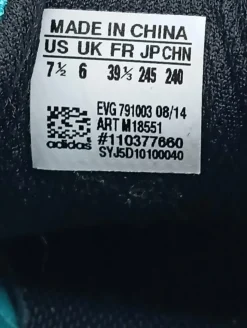 MADE IN CHINA
US UK FR JP CHN
7½ 6 39⅓ 245 240
EVG 791003 08/14
ART M18551
#110377660
adidas
SYJ5D10100040